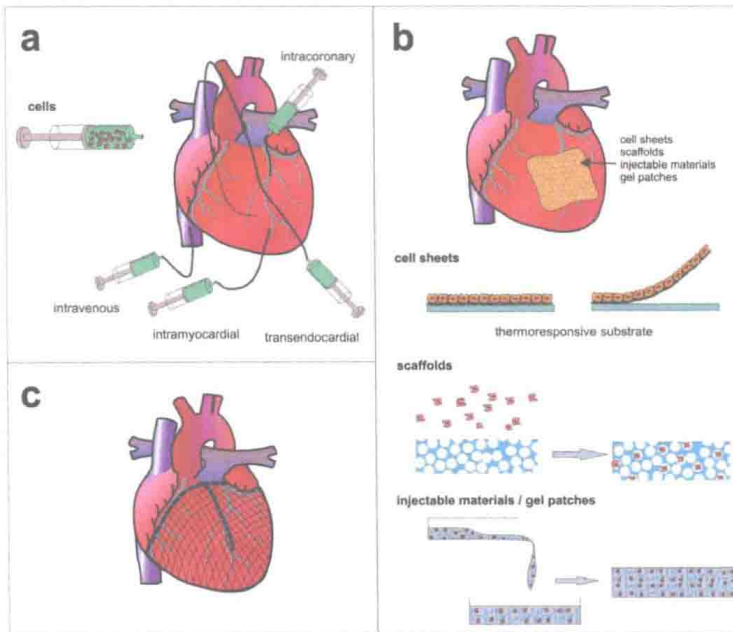 a
intracoronary
cells
intravenous
intramyocardial
transendocardial
b
cell sheets
scaffolds
injectable materials
gel patches
cell sheets
thermoresponsive substrate
scaffolds
injectable materials / gel patches
c